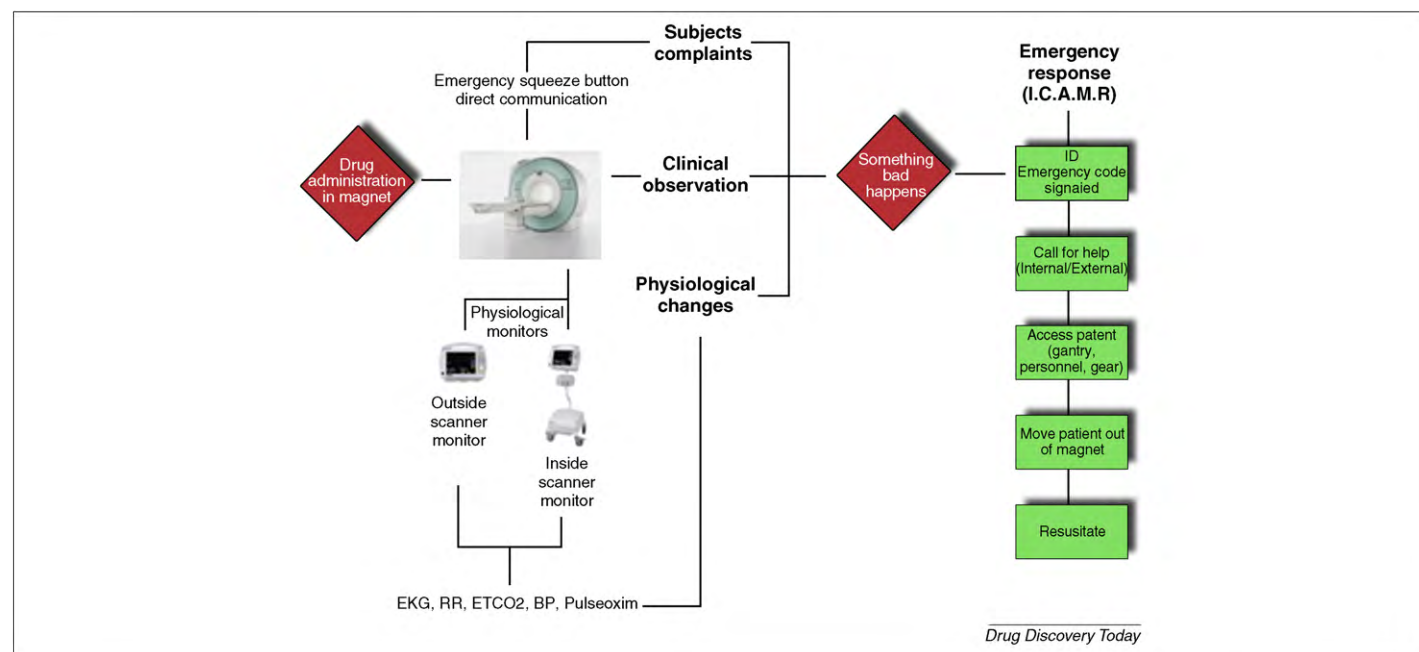 Subjects
complaints
Emergency squeeze button
direct communication
Drug
administration
in magnet
Clinical
observation
Physiological
changes
Physiological
monitors
Outside
scanner
monitor
Inside
scanner
monitor
EKG, RR, ETCO2, BP, Pulseoxim
Something
bad
happens
Emergency
response
(I.C.A.M.R)
ID
Emergency code
signaied
Call for help
(Internal/External)
Access patent
(gantry,
personnel, gear)
Move patient out
of magnet
Resusitate
Drug Discovery Today